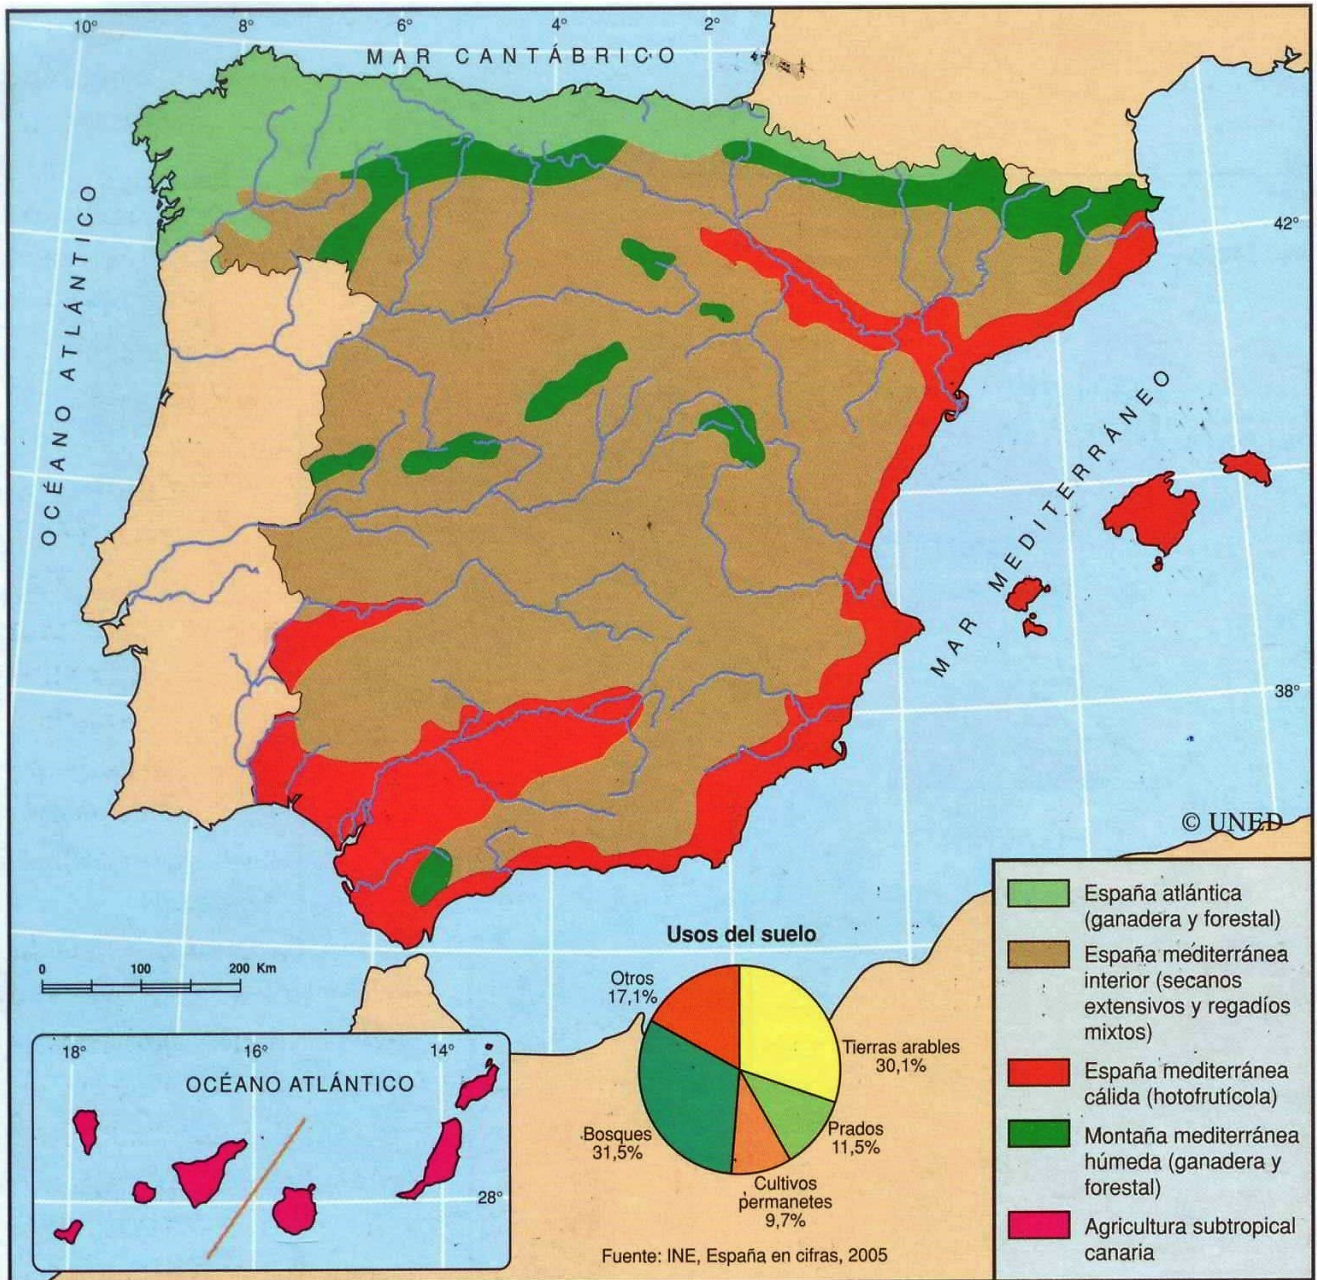 10°
8°
6°
4°
2°
MAR CANTÁBRICO
OCÉANO ATLÁNTICO
42°
MAR MEDITERRÁNEO
38°
© UNED
España atlántica
(ganadera y forestal)
España mediterránea
interior (secanos
extensivos y regadíos
mixtos)
España mediterránea
cálida (hotofrutícola)
Montaña mediterránea
húmeda (ganadera y
forestal)
Agricultura subtropical
canaria
0
100
200 Km
Usos del suelo
Otros
17,1%
Tierras arables
30,1%
Bosques
31,5%
Prados
11,5%
Cultivos
permanetes
9,7%
18°
16°
14°
OCÉANO ATLÁNTICO
28°
Fuente: INE, España en cifras, 2005